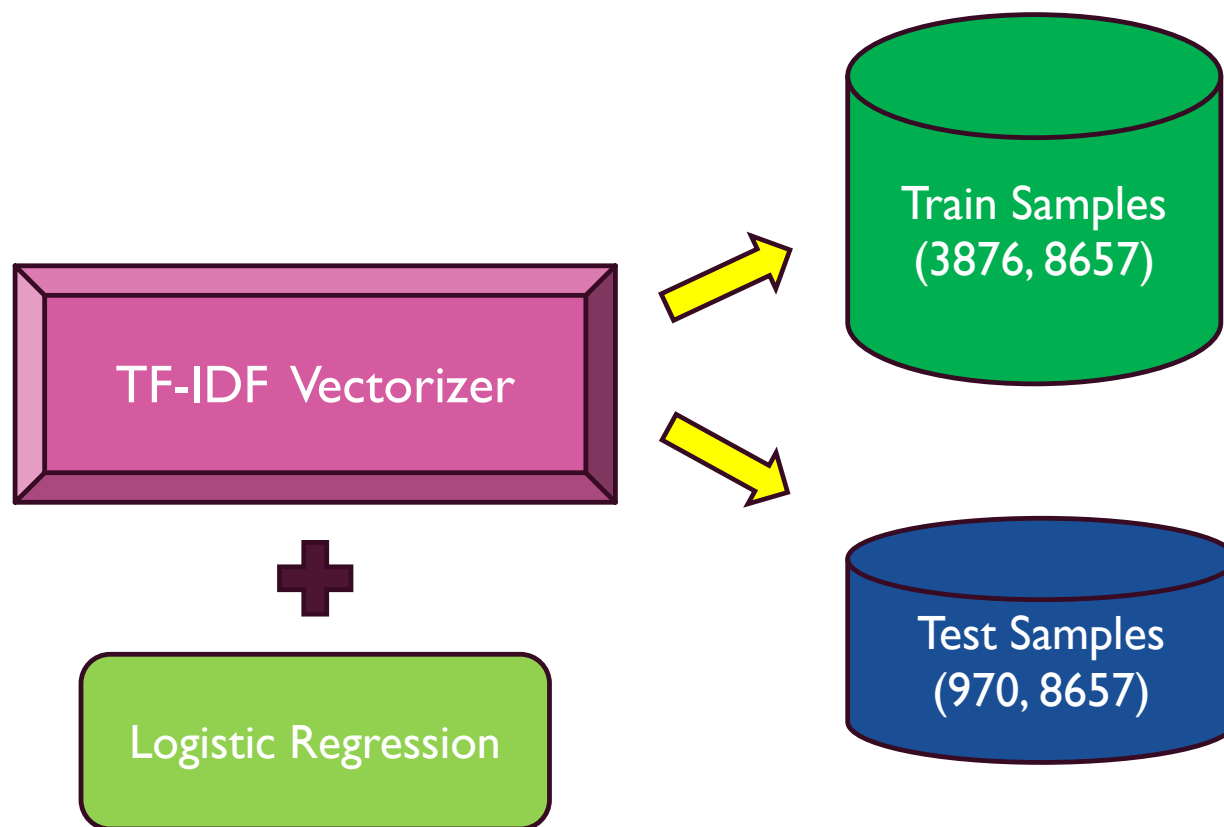 TF-IDF Vectorizer
Logistic Regression
Train Samples
(3876, 8657)
Test Samples
(970, 8657)